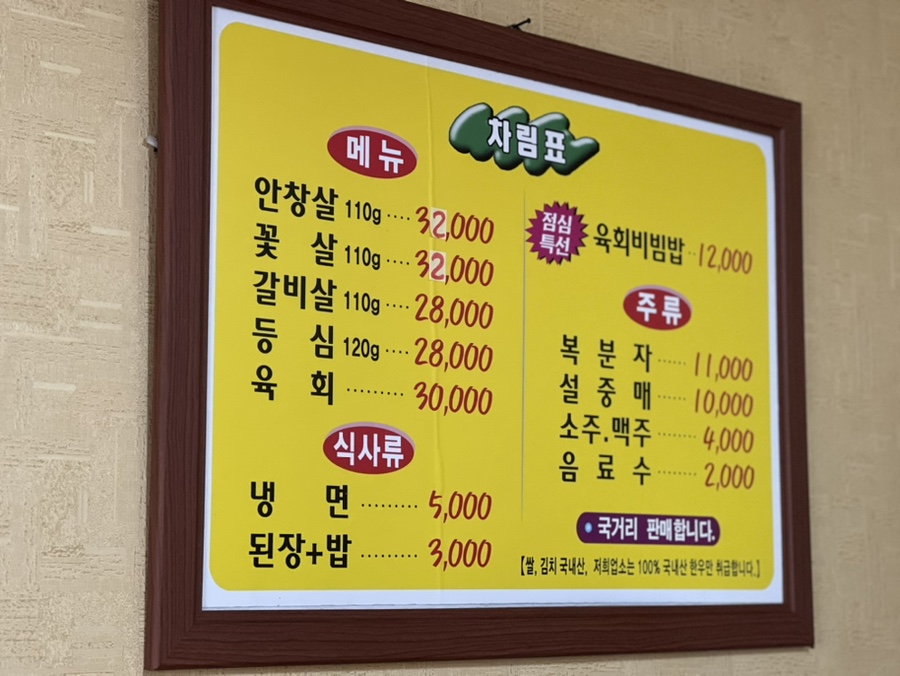 차림표
메뉴
안창살 110g ···· 32,000
꽃 살 110g ···· 32,000
갈비살 110g ···· 28,000
등 심 120g ···· 28,000
육 회 ········· 30,000
식사류
냉 면 ········· 5,000
된장+밥 ········· 3,000
점심
특선
육회비빔밥 ·· 12,000
주류
복 분 자 ······ 11,000
설 중 매 ······ 10,000
소주.맥주 ······· 4,000
음 료 수 ········ 2,000
국거리 판매합니다.
【쌀, 김치 국내산, 저희업소는 100% 국내산 한우만 취급합니다.】